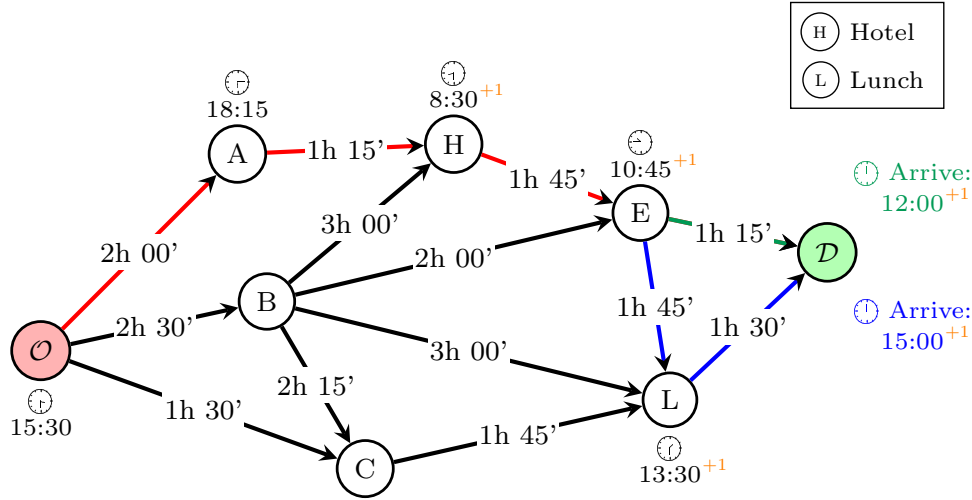 H Hotel
L Lunch
18:15
8:30+1
A
1h 15'
H
10:45+1
1h 45'
Arrive:
12:00+1
E
3h 00'
1h 15'
2h 00'
2h 00'
D
B
1h 45'
Arrive:
15:00+1
2h 30'
1h 30'
O
3h 00'
2h 15'
L
15:30
1h 30'
1h 45'
C
13:30+1